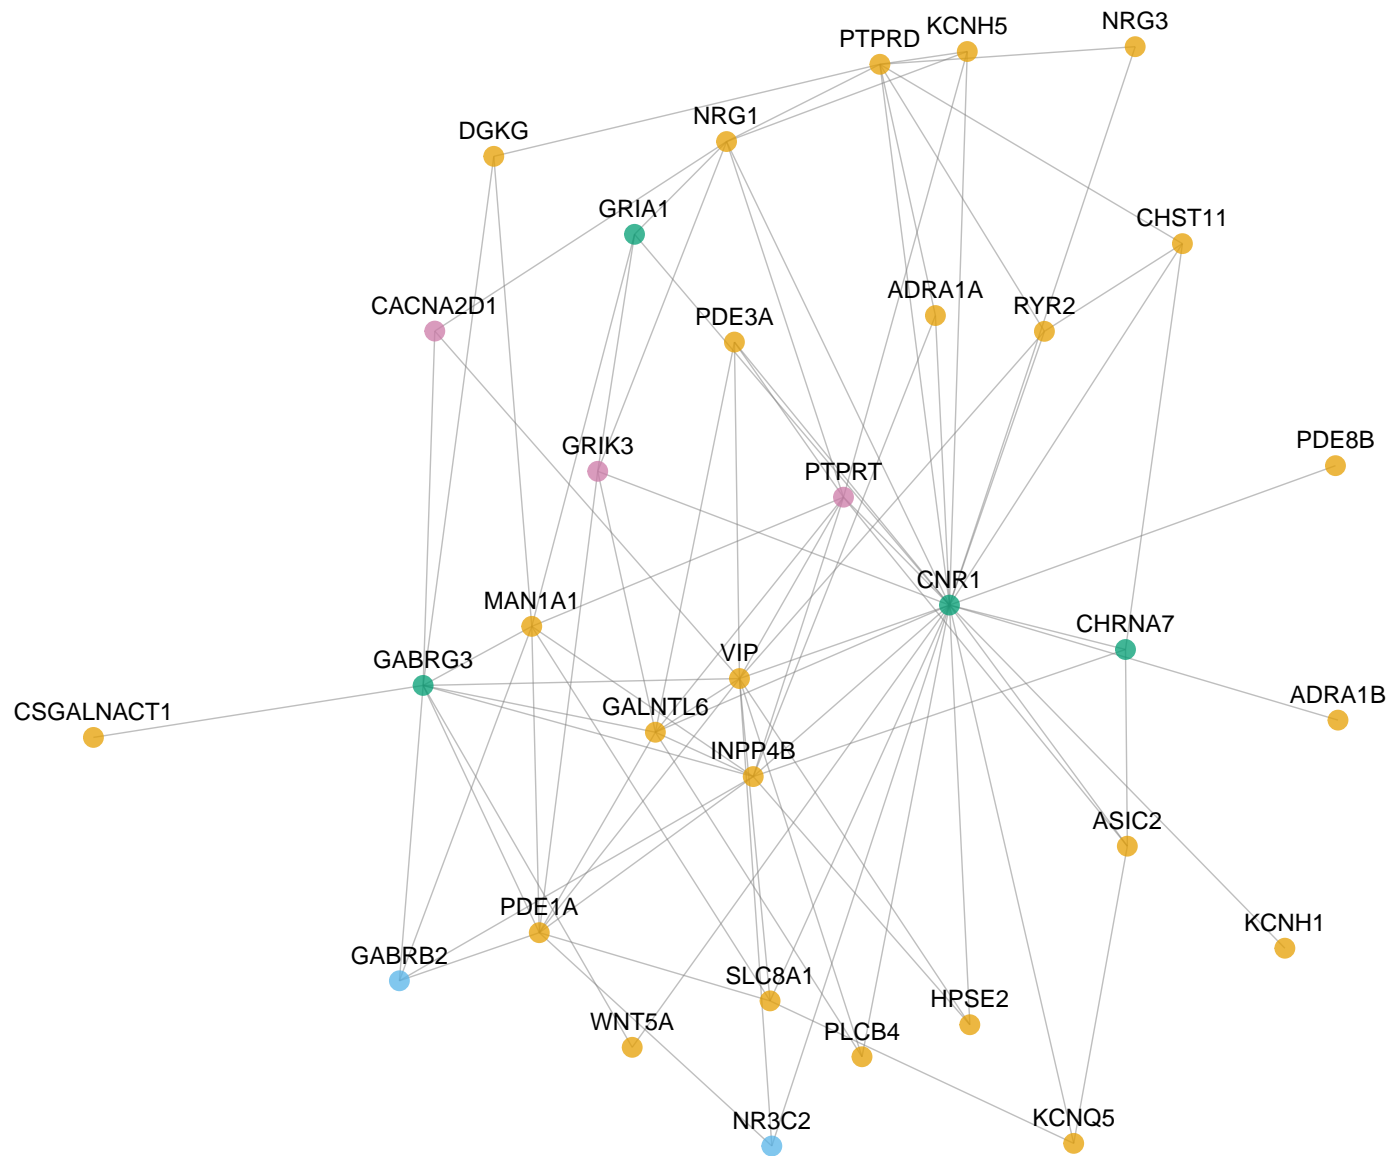 NRG3
KCNH5
PTPRD
NRG1
DGKG
GRIA1
CHST11
CACNA2D1
PDE3A
ADRA1A
RYR2
GRIK3
PTPRT
PDE8B
CNR1
MAN1A1
CHRNA7
GABRG3
VIP
CSGALNACT1
GALNTL6
ADRA1B
INPP4B
ASIC2
PDE1A
KCNH1
GABRB2
SLC8A1
HPSE2
WNT5A
PLCB4
NR3C2
KCNQ5